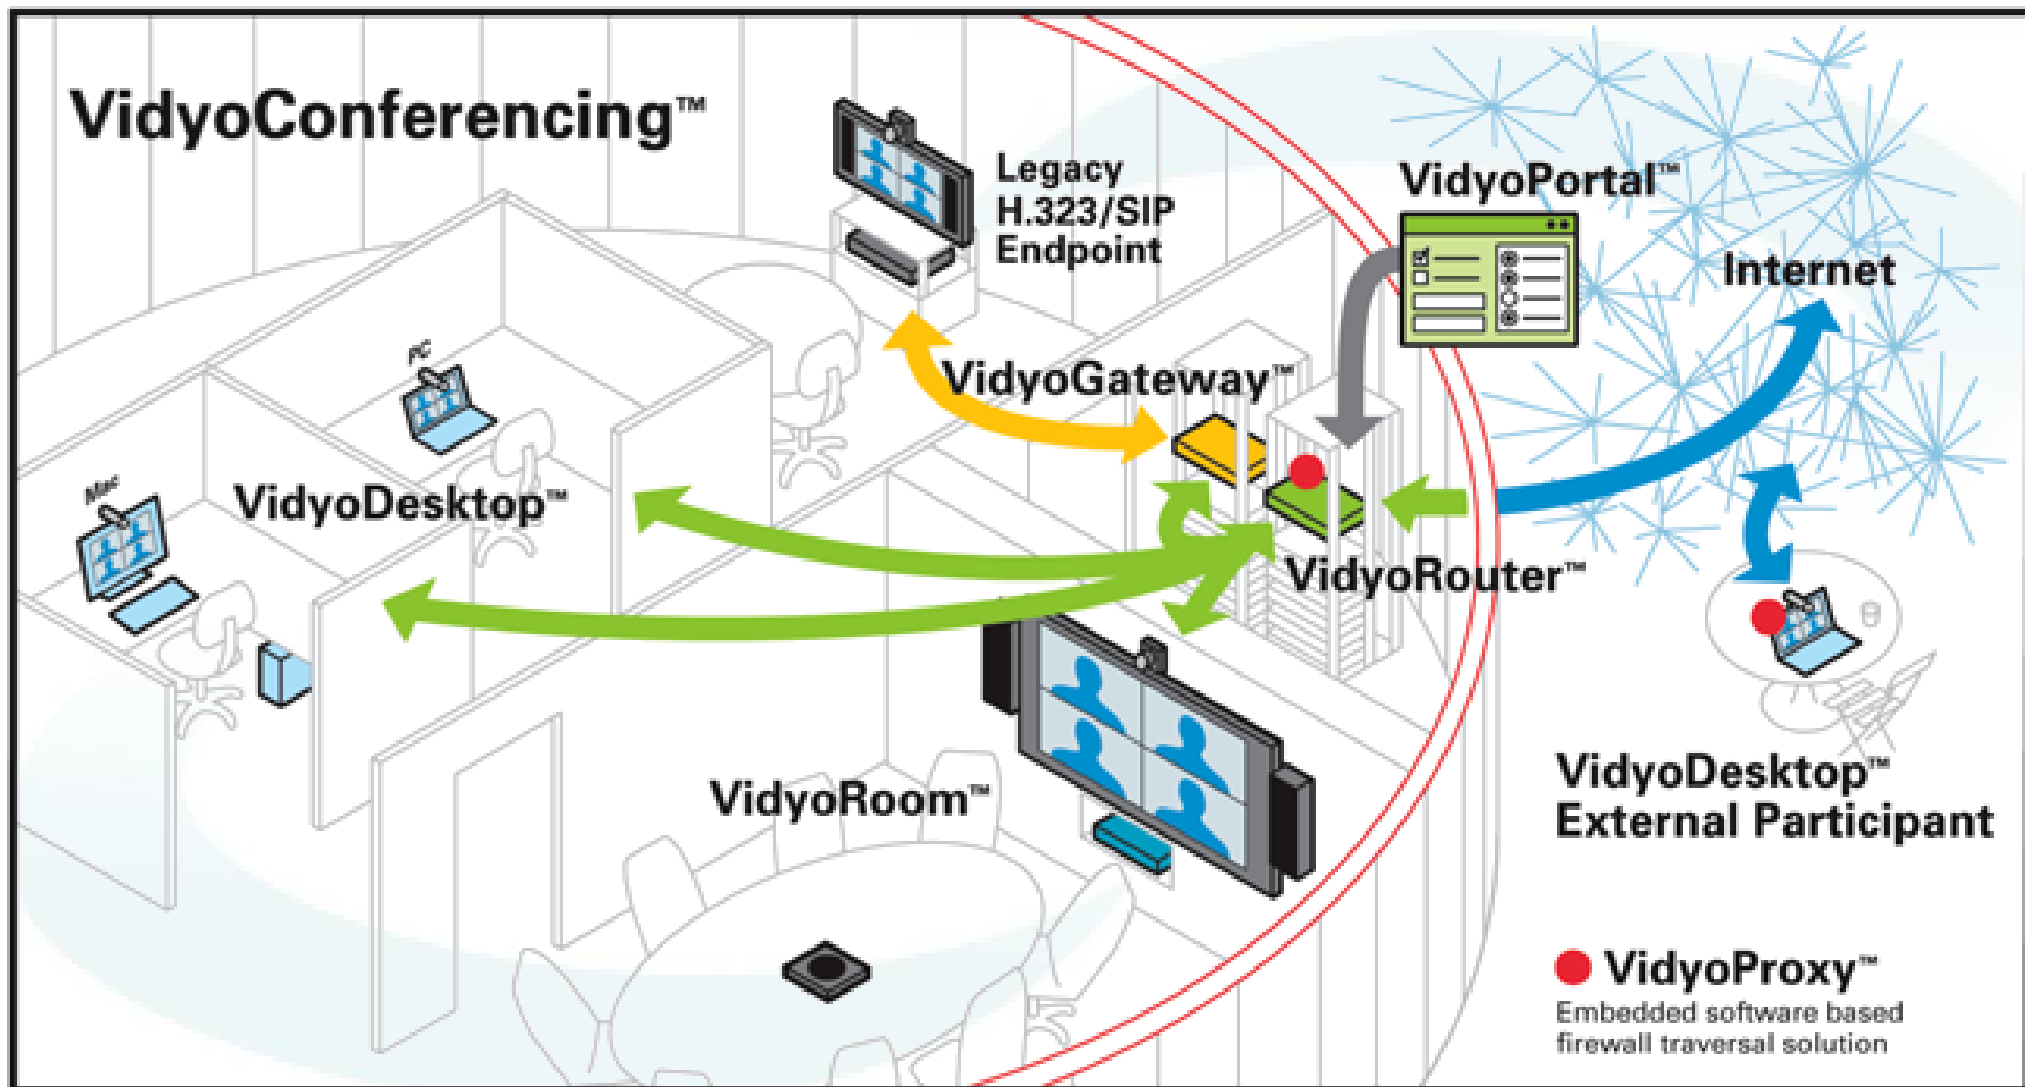 VidyoConferencing™
Legacy
H.323/SIP
Endpoint
VidyoPortal™
Internet
PC
VidyoGateway™
Mac
VidyoDesktop™
VidyoRouter™
VidyoRoom™
VidyoDesktop™
External Participant
VidyoProxy™
Embedded software based
firewall traversal solution